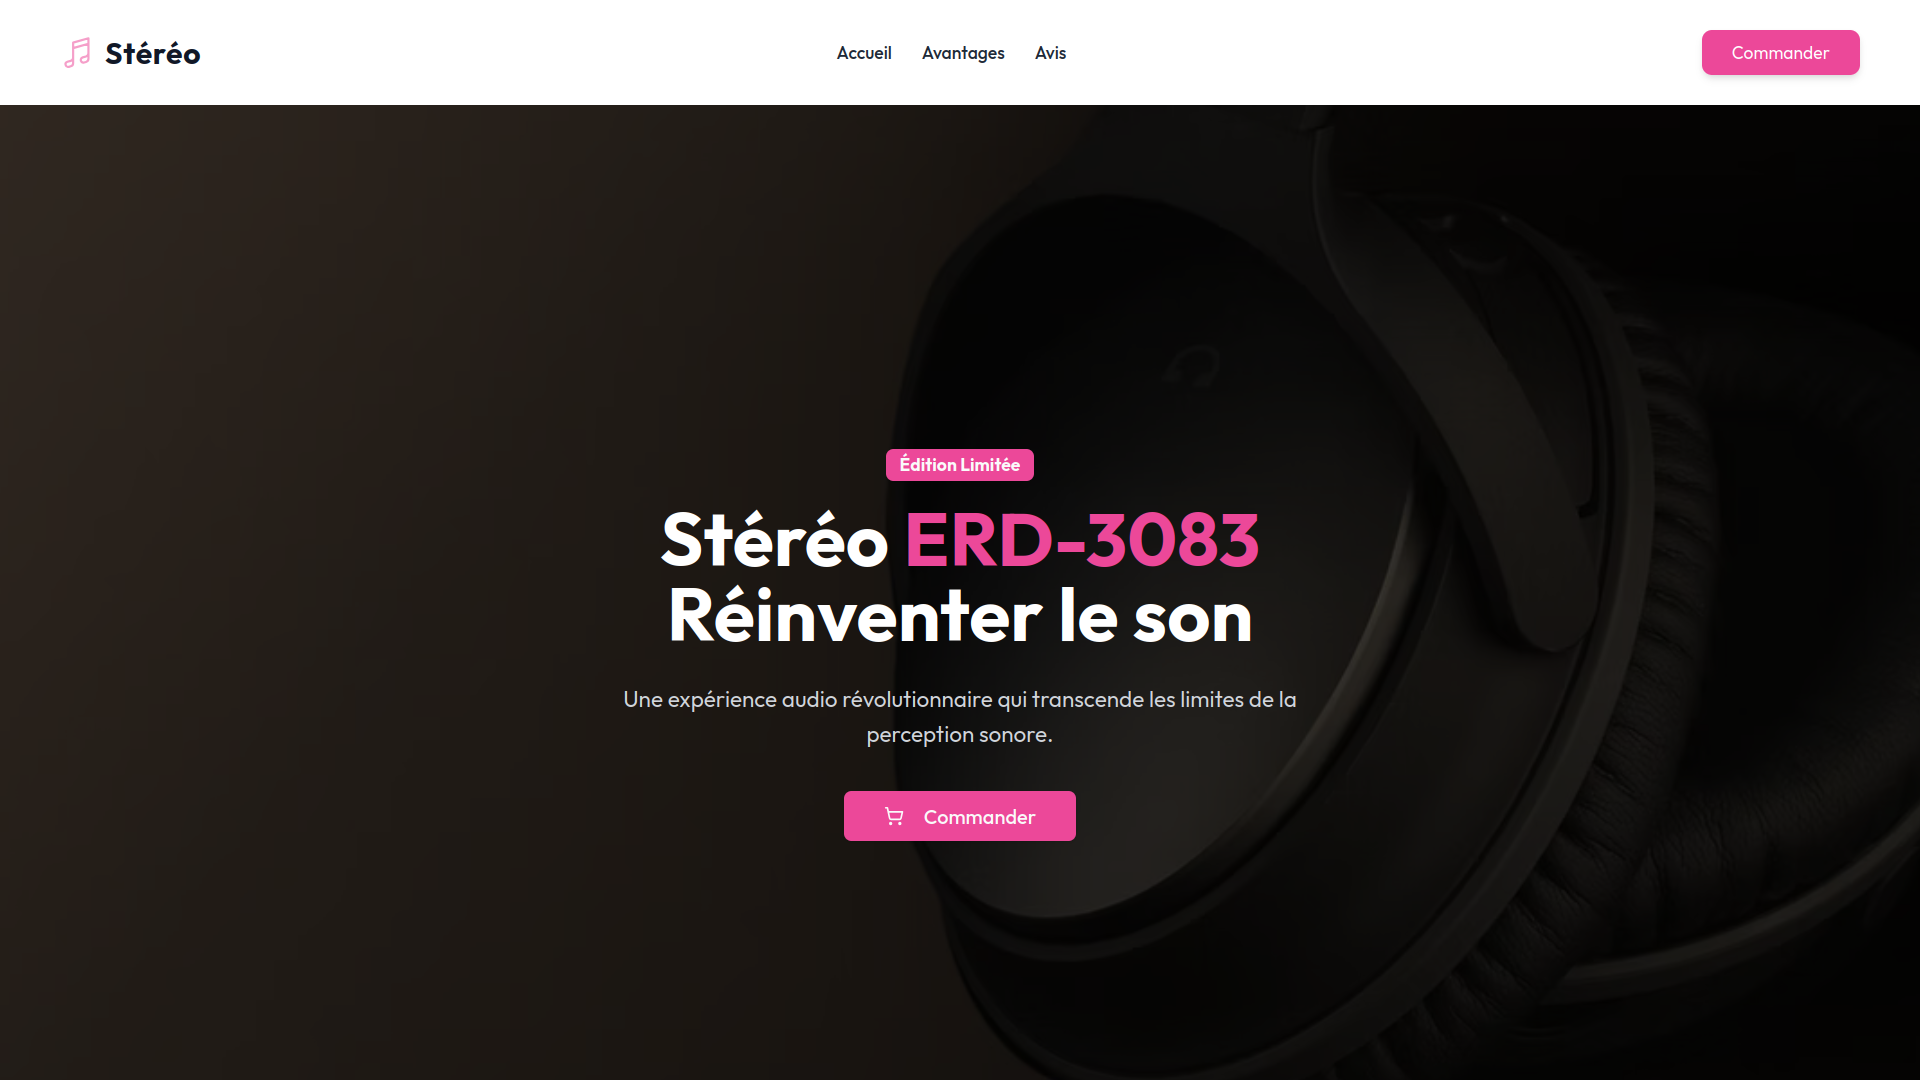 Stéréo
Accueil
Avantages
Avis
Commander
Édition Limitée
Stéréo ERD-3083
Réinventer le son
Une expérience audio révolutionnaire qui transcende les limites de la
perception sonore.
Commander